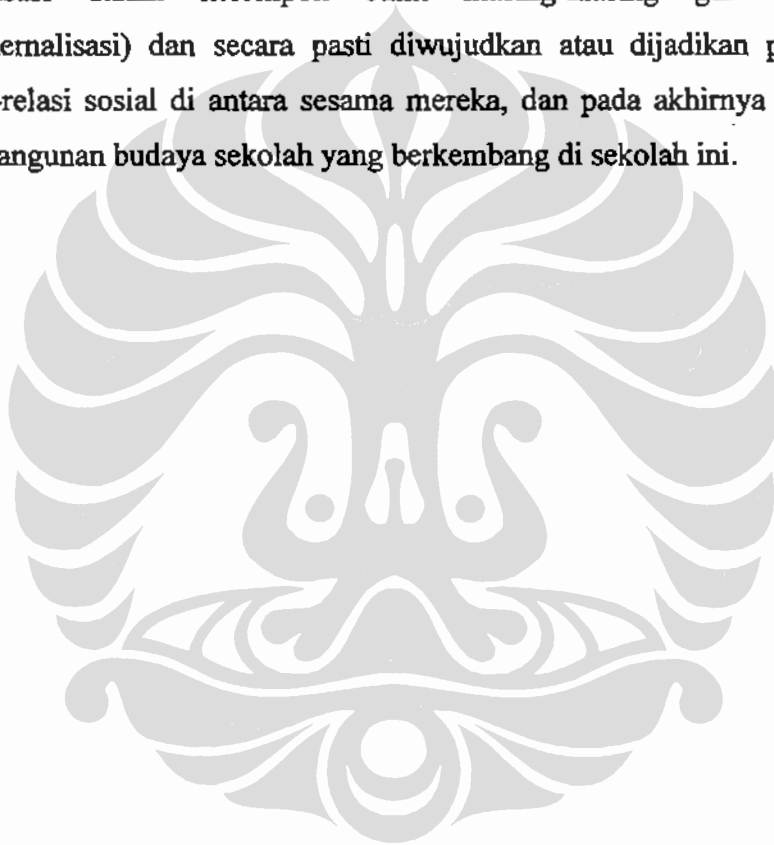 ernalisasi) dan secara pasti diwujudkan atau dijadikan p
-relasi sosial di antara sesama mereka, dan pada akhirnya
angunan budaya sekolah yang berkembang di sekolah ini.